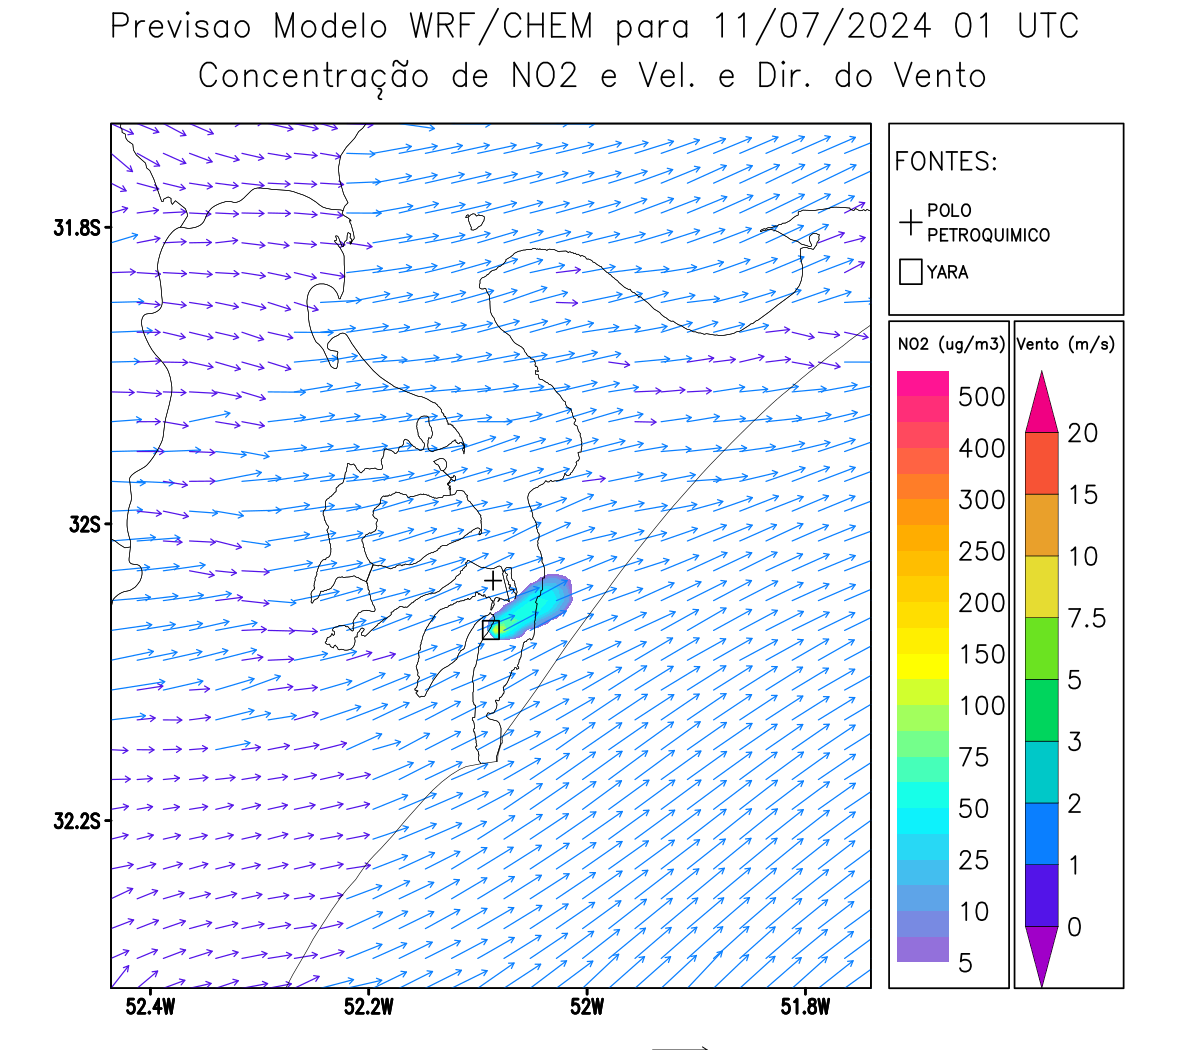 Previsao Modelo WRF/CHEM para 11/07/2024 01 UTC
Concentração de NO2 e Vel. e Dir. do Vento
FONTES:
POLO
PETROQUIMICO
YARA
31.8S
32S
32.2S
52.4W
52.2W
52W
51.8W
NO2 (ug/m3)
500
400
300
250
200
150
100
75
50
25
10
5
Vento (m/s)
20
15
10
7.5
5
3
2
1
0